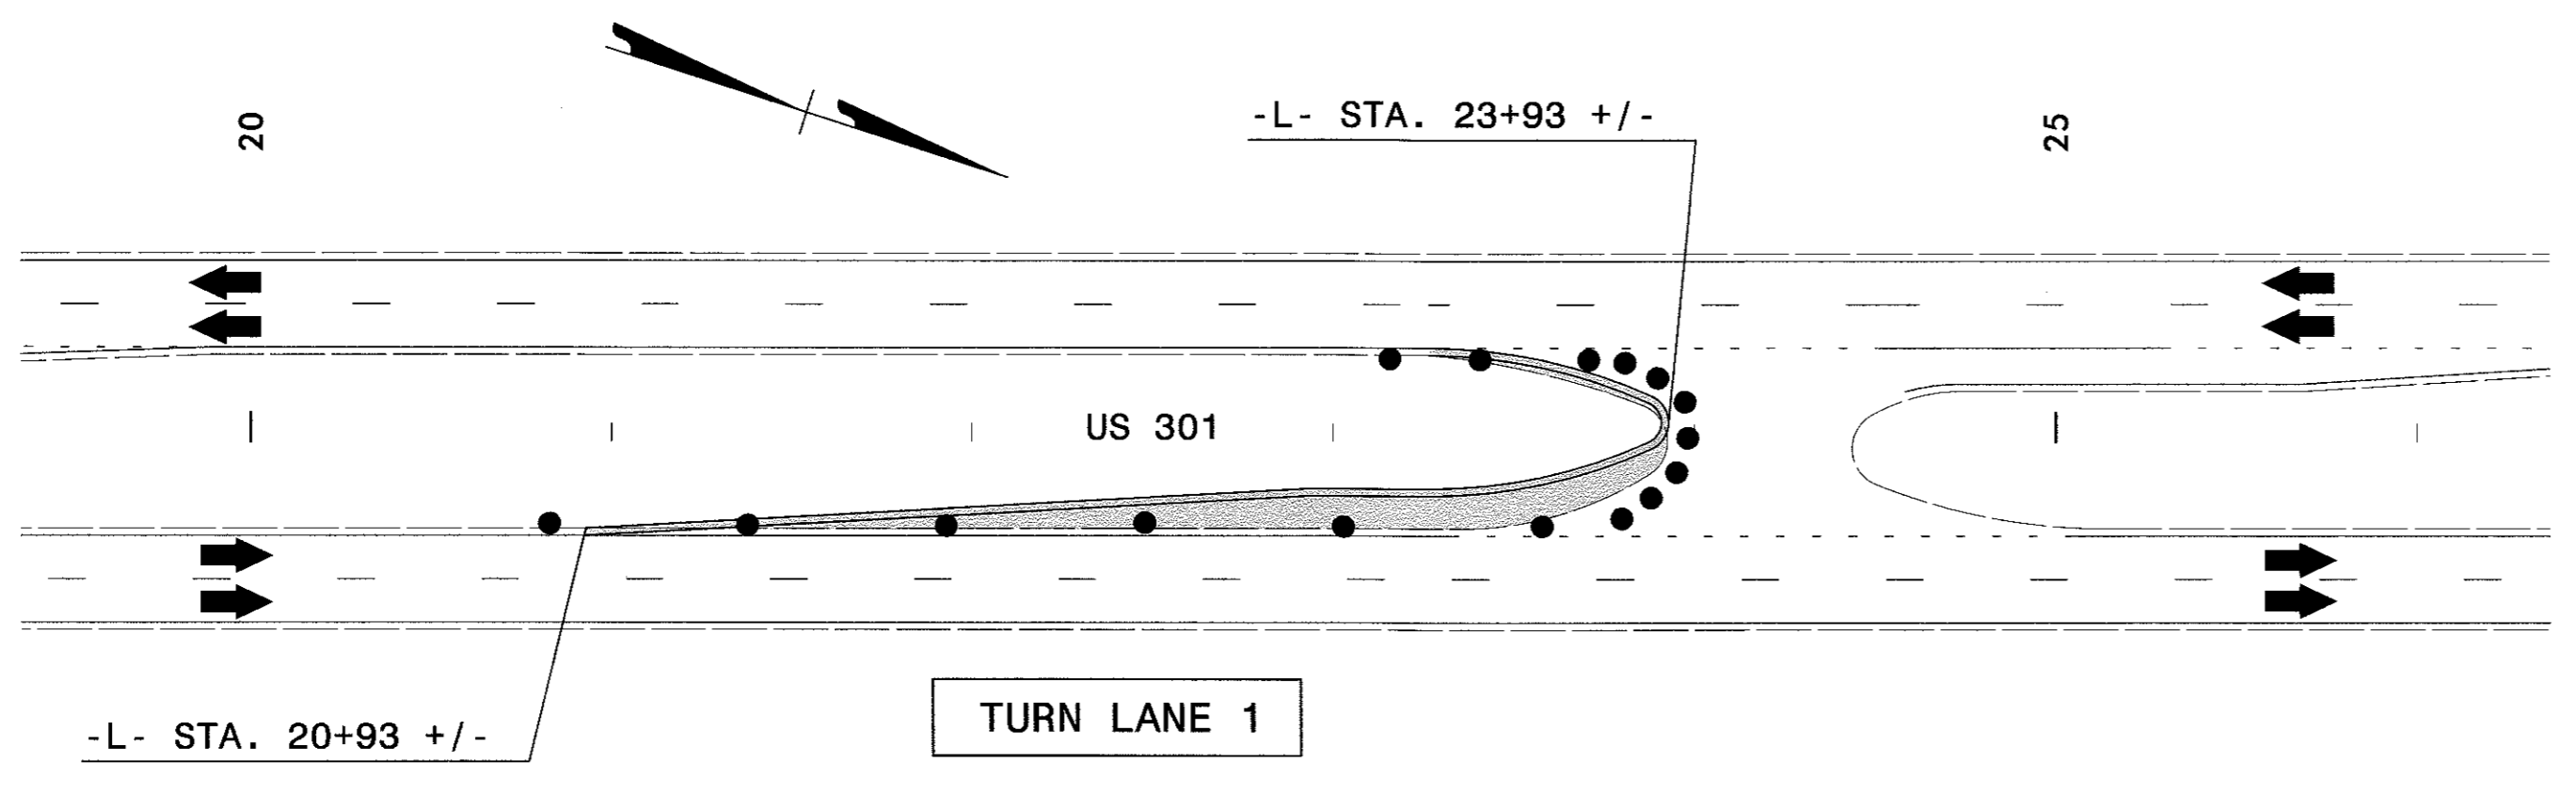 -L- STA. 23+93 +/-
20
25
US 301
TURN LANE 1
-L- STA. 20+93 +/-